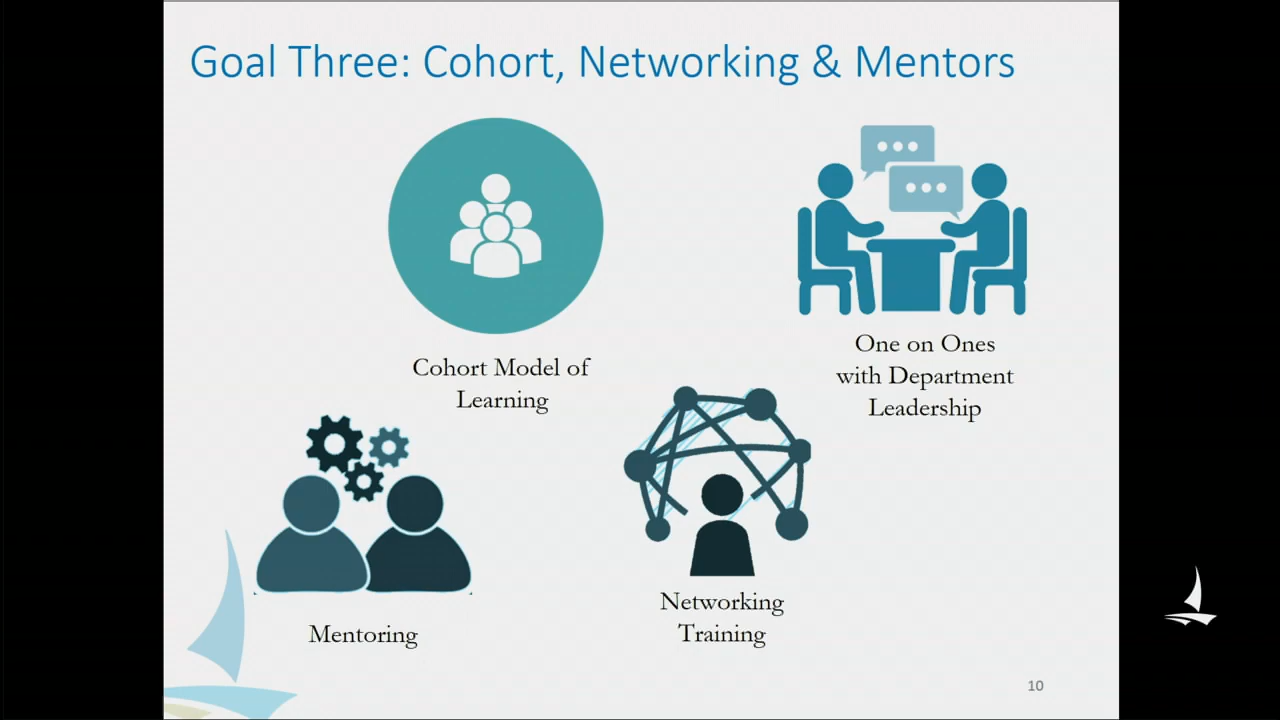 Goal Three: Cohort, Networking & Mentors
Cohort Model of
Learning
One on Ones
with Department
Leadership
Mentoring
Networking
Training
10